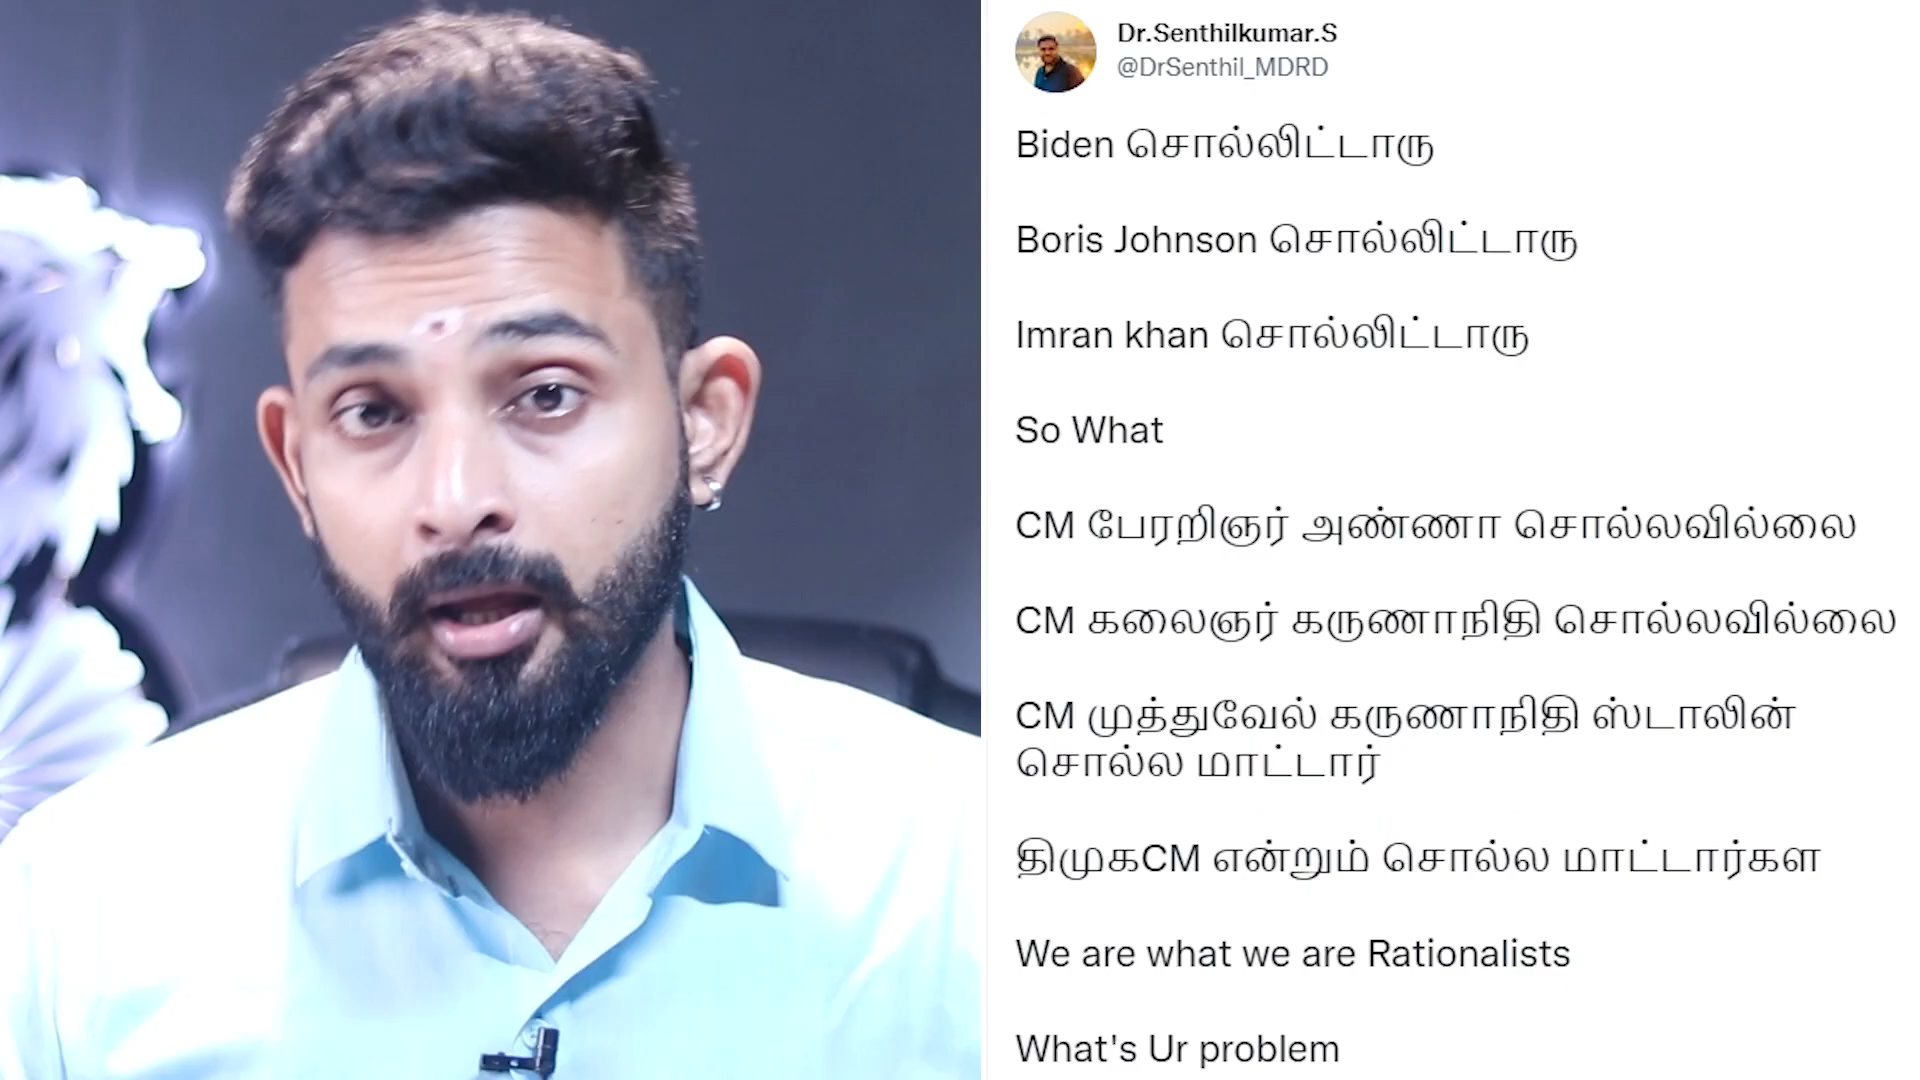 Dr.Senthilkumar.S
@DrSenthil_MDRD
Biden சொல்லிட்டாரு
Boris Johnson சொல்லிட்டாரு
Imran khan சொல்லிட்டாரு
So What
CM பேரறிஞர் அண்ணா சொல்லவில்லை
CM கலைஞர் கருணாநிதி சொல்லவில்லை
CM முத்துவேல் கருணாநிதி ஸ்டாலின்
சொல்ல மாட்டார்
திமுகCM என்றும் சொல்ல மாட்டார்கள
We are what we are Rationalists
What's Ur problem